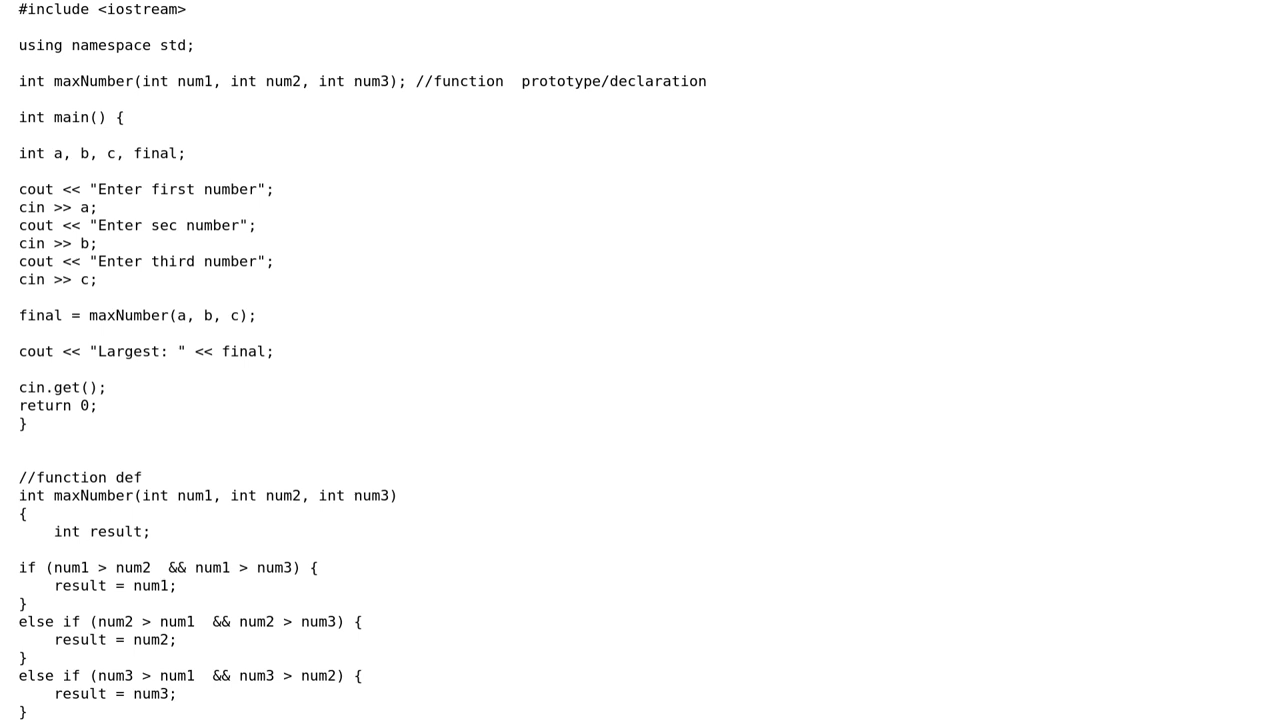 #include <iostream>
using namespace std;
int maxNumber(int num1, int num2, int num3); //function  prototype/declaration
int main() {
int a, b, c, final;
cout << "Enter first number";
cin >> a;
cout << "Enter sec number";
cin >> b;
cout << "Enter third number";
cin >> c;
final = maxNumber(a, b, c);
cout << "Largest: " << final;
cin.get();
return 0;
}
//function def
int maxNumber(int num1, int num2, int num3)
{
    int result;
if (num1 > num2  && num1 > num3) {
    result = num1;
}
else if (num2 > num1  && num2 > num3) {
    result = num2;
}
else if (num3 > num1  && num3 > num2) {
    result = num3;
}